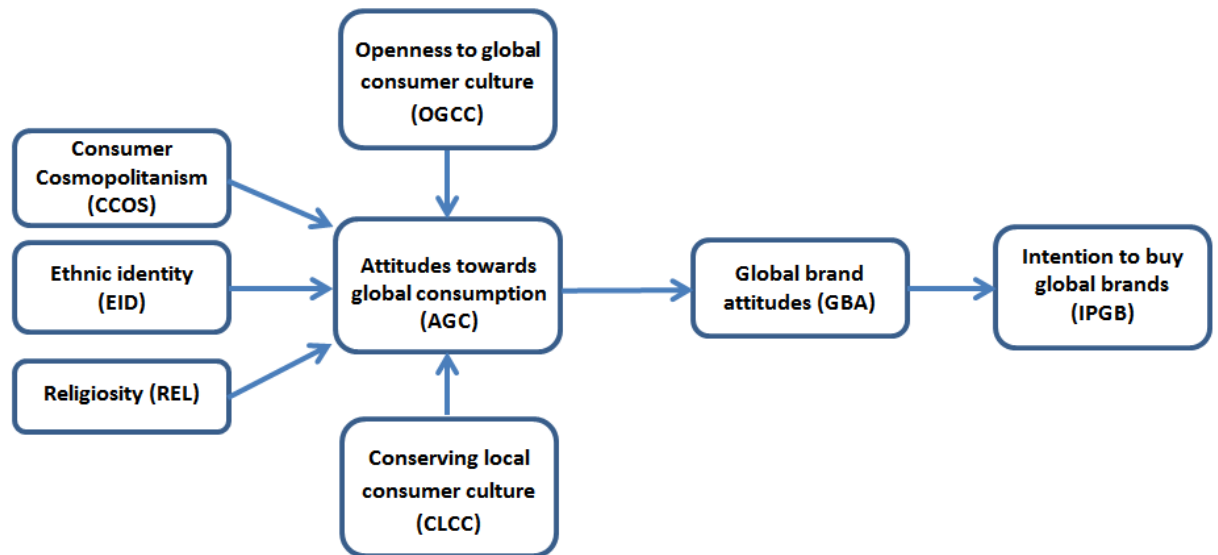 Openness to global
consumer culture
(OGCC)
Consumer
Cosmopolitanism
(CCOS)
Ethnic identity
(EID)
Religiosity (REL)
Attitudes towards
global consumption
(AGC)
Global brand
attitudes (GBA)
Intention to buy
global brands
(IPGB)
Conserving local
consumer culture
(CLCC)